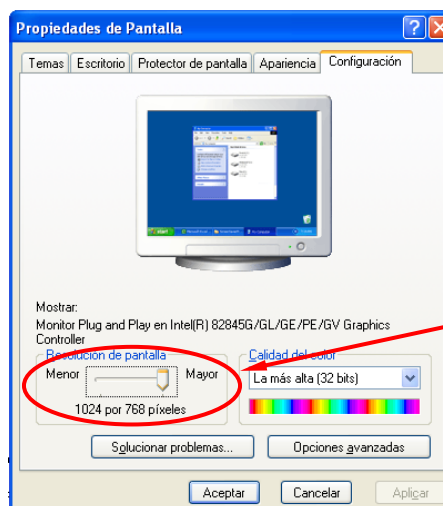 Propiedades de Pantalla
Temas Escritorio Protector de pantalla Apariencia Configuración
Mostrar:
Monitor Plug and Play en Intel(R) 82845G/GL/GE/PE/GV Graphics
Controller
Resolución de pantalla Calidad del color
Menor Mayor La más alta (32 bits)
1024 por 768 píxeles
Solucionar problemas... Opciones avanzadas
Aceptar Cancelar Aplicar